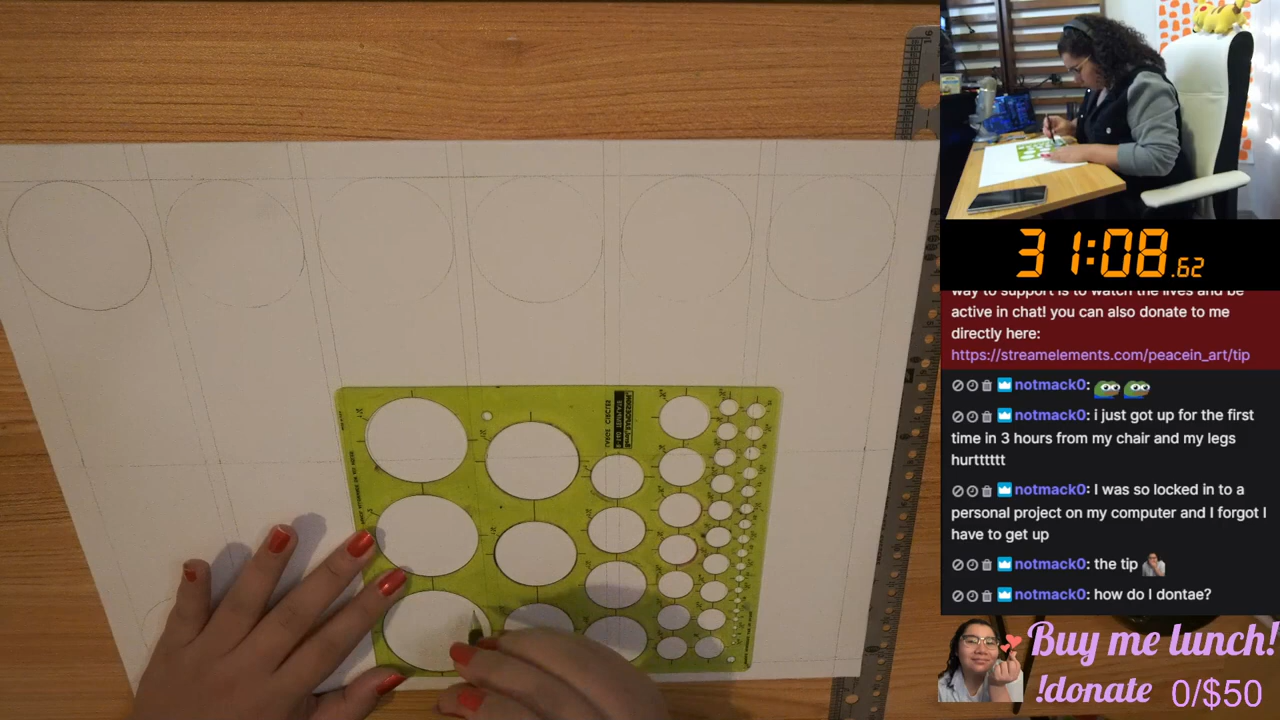 31:08.62
way to support is to watch the lives and be
active in chat! you can also donate to me
directly here:
https://streamelements.com/peacein_art/tip
notmack0:
notmack0: i just got up for the first
time in 3 hours from my chair and my legs
hurtttttt
notmack0: I was so locked in to a
personal project on my computer and I forgot I
have to get up
notmack0: the tip
notmack0: how do I dontae?
Buy me lunch!
!donate 0/$50
LARGE CIRCLES